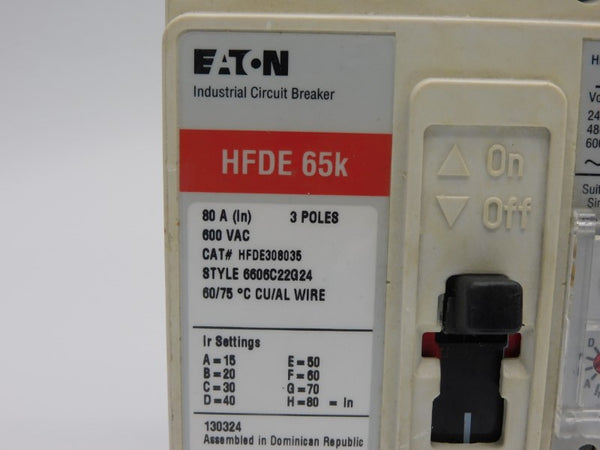 EATON
Industrial Circuit Breaker
HFDE 65k
80 A (In) 3 POLES
600 VAC
CAT# HFDE308035
STYLE 6606C22G24
60/75 °C CU/AL WIRE
Ir Settings
A=15 E=50
B=20 F=60
C=30 G=70
D=40 H=80 = In
130324
Assembled in Dominican Republic
On
Off
D
A